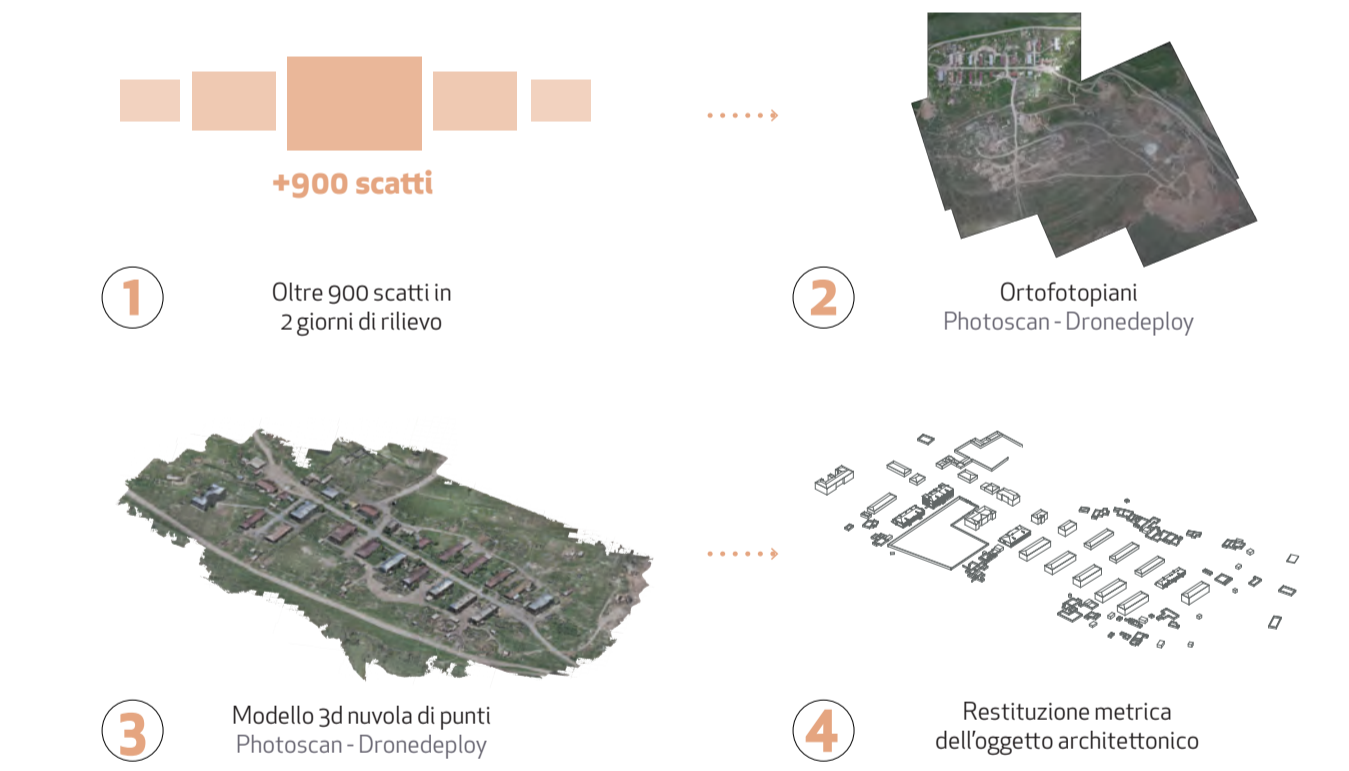 +900 scatti
1
Oltre 900 scatti in
2 giorni di rilievo
2
Ortofotopiani
Photoscan - Dronedeploy
3
Modello 3d nuvola di punti
Photoscan - Dronedeploy
4
Restituzione metrica
dell'oggetto architettonico